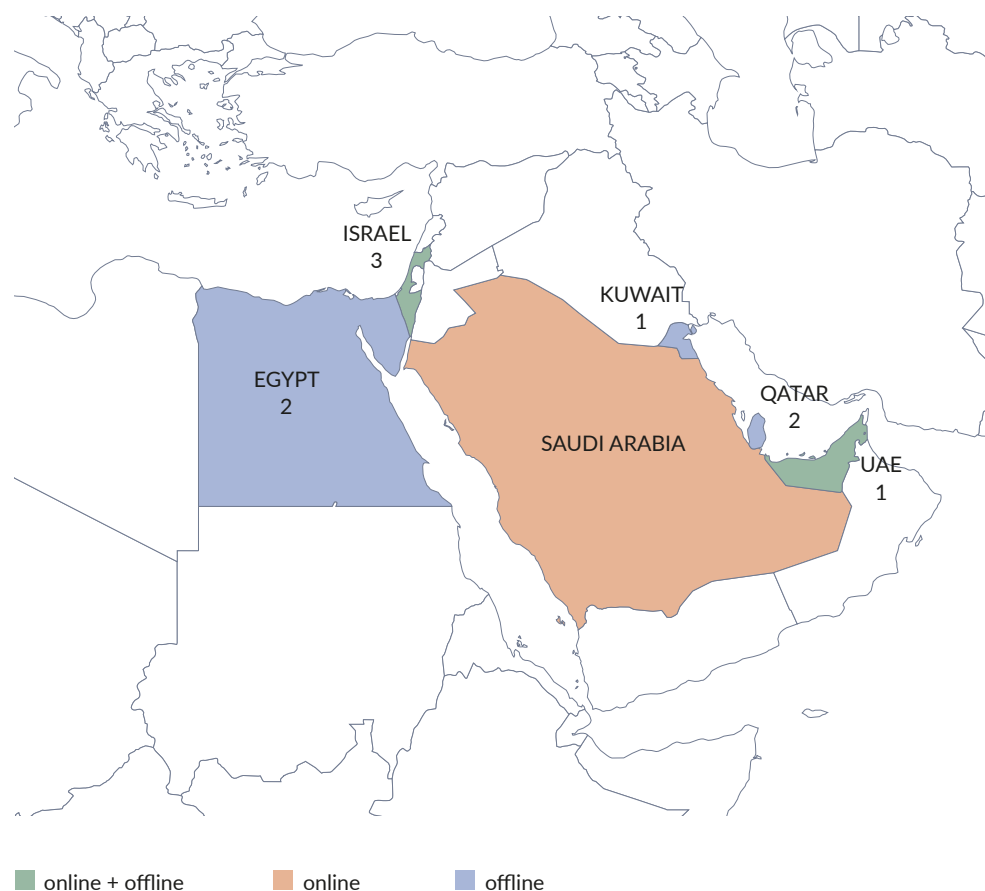 ISRAEL
3
KUWAIT
1
EGYPT
2
QATAR
2
SAUDI ARABIA
UAE
1
online + offline
online
offline